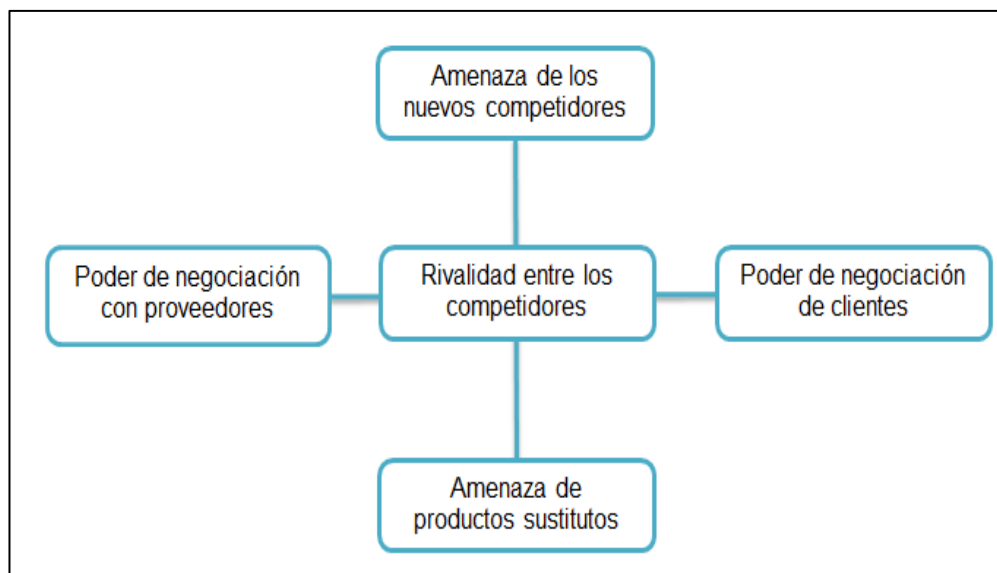 Amenaza de los
nuevos competidores
Poder de negociación
con proveedores
Rivalidad entre los
competidores
Poder de negociación
de clientes
Amenaza de
productos sustitutos